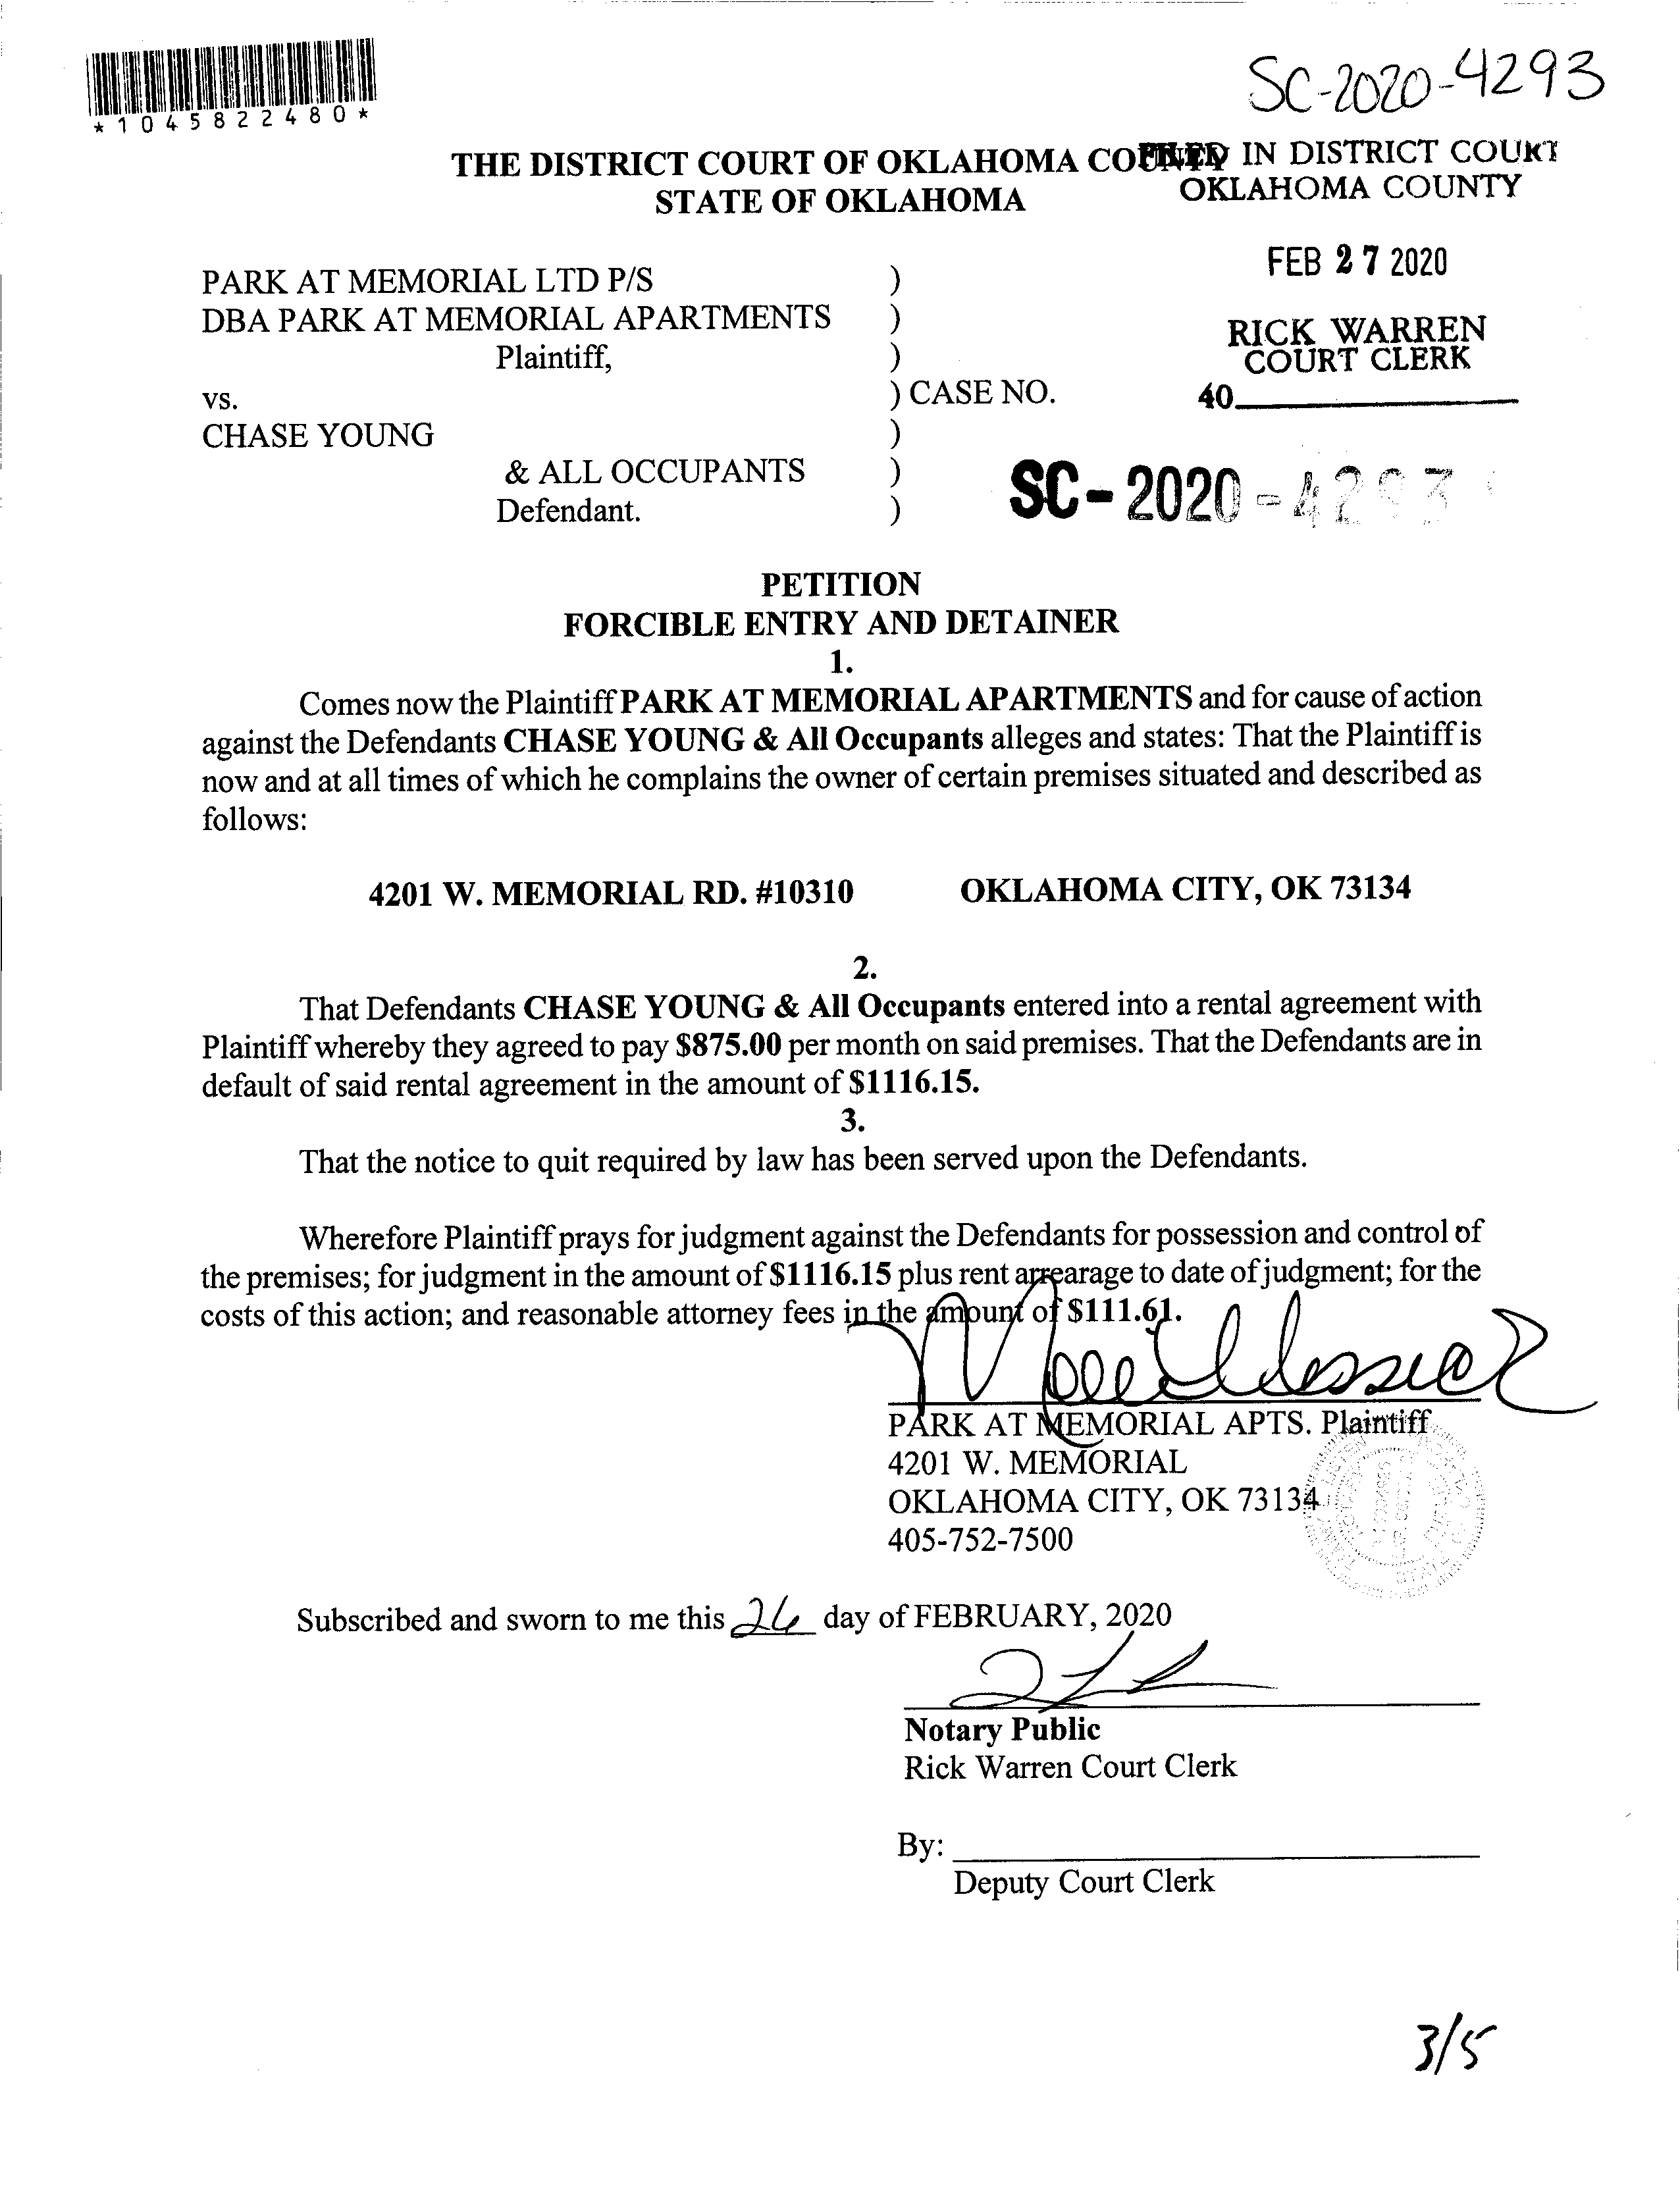 *1045822480*
SC-2020-4293
THE DISTRICT COURT OF OKLAHOMA COUNTY
STATE OF OKLAHOMA
FILED IN DISTRICT COURT
OKLAHOMA COUNTY
FEB 27 2020
RICK WARREN
COURT CLERK
40
PARK AT MEMORIAL LTD P/S )
DBA PARK AT MEMORIAL APARTMENTS )
Plaintiff, )
vs. ) CASE NO.
CHASE YOUNG )
& ALL OCCUPANTS )
Defendant. )
SC-2020-4293
PETITION
FORCIBLE ENTRY AND DETAINER
1.
Comes now the Plaintiff PARK AT MEMORIAL APARTMENTS and for cause of action
against the Defendants CHASE YOUNG & All Occupants alleges and states: That the Plaintiff is
now and at all times of which he complains the owner of certain premises situated and described as
follows:
4201 W. MEMORIAL RD. #10310 OKLAHOMA CITY, OK 73134
2.
That Defendants CHASE YOUNG & All Occupants entered into a rental agreement with
Plaintiff whereby they agreed to pay $875.00 per month on said premises. That the Defendants are in
default of said rental agreement in the amount of $1116.15.
3.
That the notice to quit required by law has been served upon the Defendants.
Wherefore Plaintiff prays for judgment against the Defendants for possession and control of
the premises; for judgment in the amount of $1116.15 plus rent arrearage to date of judgment; for the
costs of this action; and reasonable attorney fees in the amount of $111.61.
PARK AT MEMORIAL APTS. Plaintiff
4201 W. MEMORIAL
OKLAHOMA CITY, OK 73134
405-752-7500
Subscribed and sworn to me this 26 day of FEBRUARY, 2020
Notary Public
Rick Warren Court Clerk
By:
Deputy Court Clerk
3/5